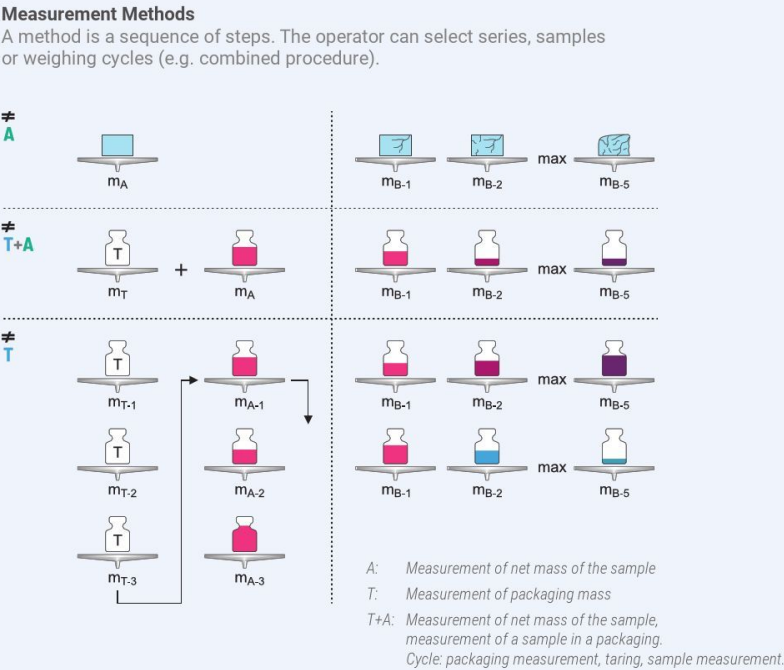 Measurement Methods
A method is a sequence of steps. The operator can select series, samples
or weighing cycles (e.g. combined procedure).
≠
A
mA
mB-1
mB-2
max
mB-5
≠
T+A
T
mT
+
mA
mB-1
mB-2
max
mB-5
≠
T
T
mT-1
mA-1
mB-1
mB-2
max
mB-5
T
mT-2
mA-2
mB-1
mB-2
max
mB-5
T
mT-3
mA-3
A: Measurement of net mass of the sample
T: Measurement of packaging mass
T+A: Measurement of net mass of the sample,
measurement of a sample in a packaging.
Cycle: packaging measurement, taring, sample measurement.